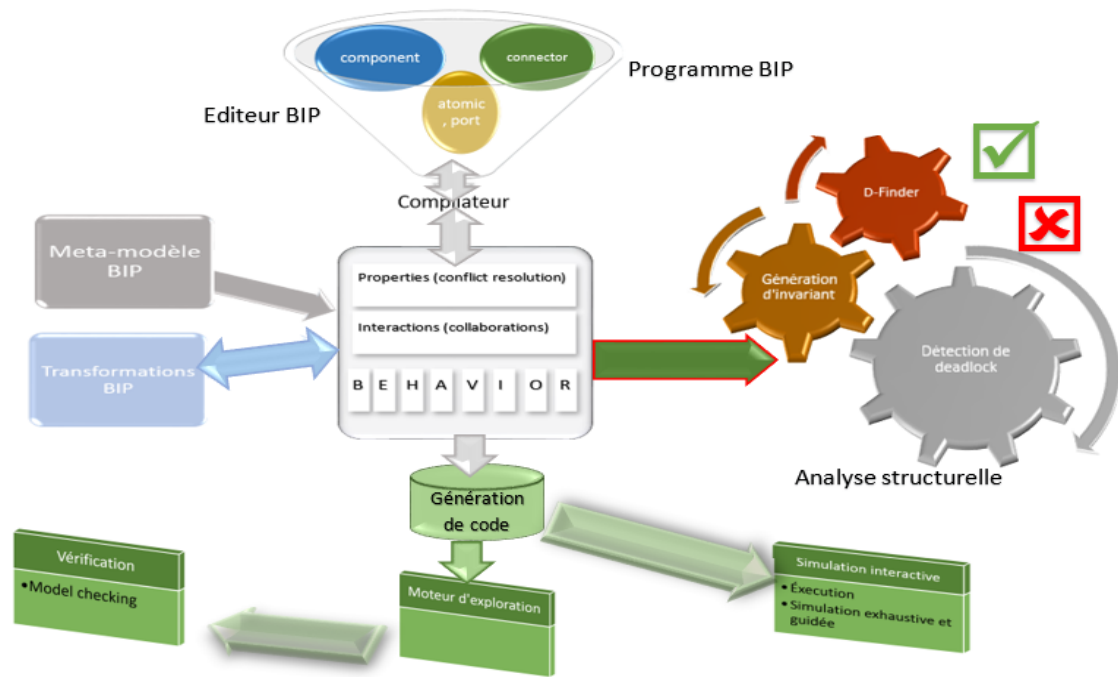 component
connector
Programme BIP
atomic
, port
Editeur BIP
Compilateur
D-Finder
Meta-modèle
BIP
Properties (conflict resolution)
Génération
d'invariant
Interactions (collaborations)
Transformations
BIP
B E H A V I O R
Détection de
deadlock
Analyse structurelle
Génération
de code
Vérification
•Model checking
Moteur d'exploration
Simulation interactive
• Éxecution
• Simulation exhaustive et
guidée